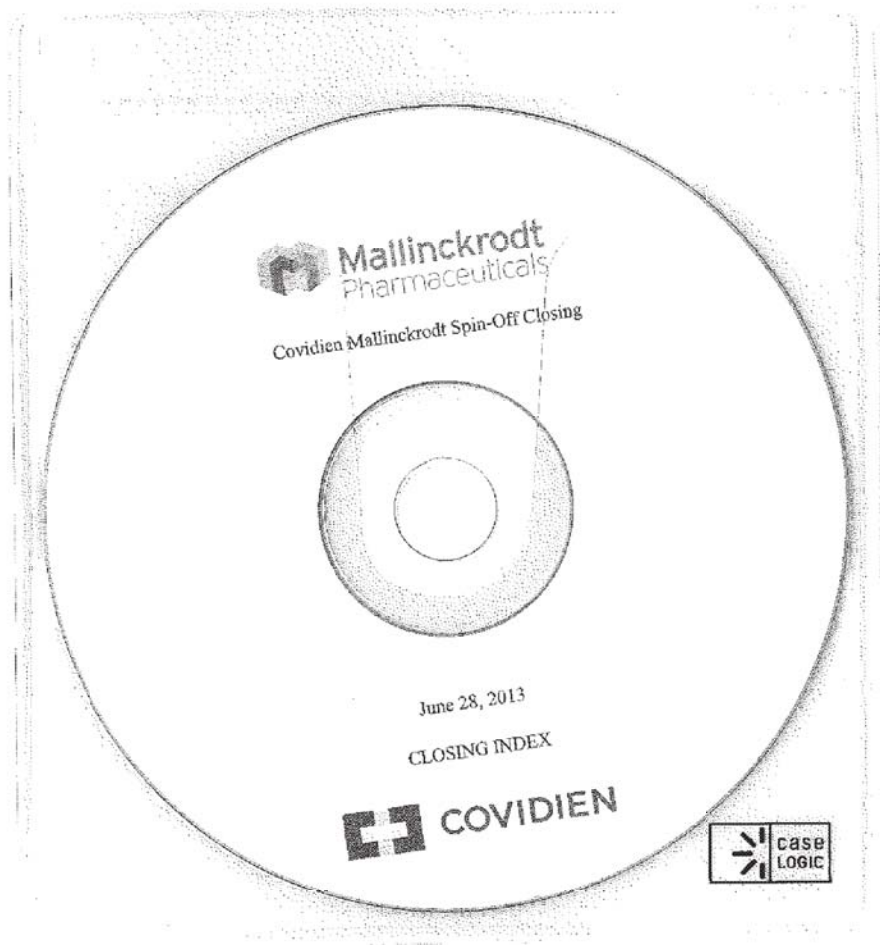 Mallinckrodt
Pharmaceuticals
Covidien Mallinckrodt Spin-Off Closing
June 28, 2013
CLOSING INDEX
COVIDIEN
case
LOGIC